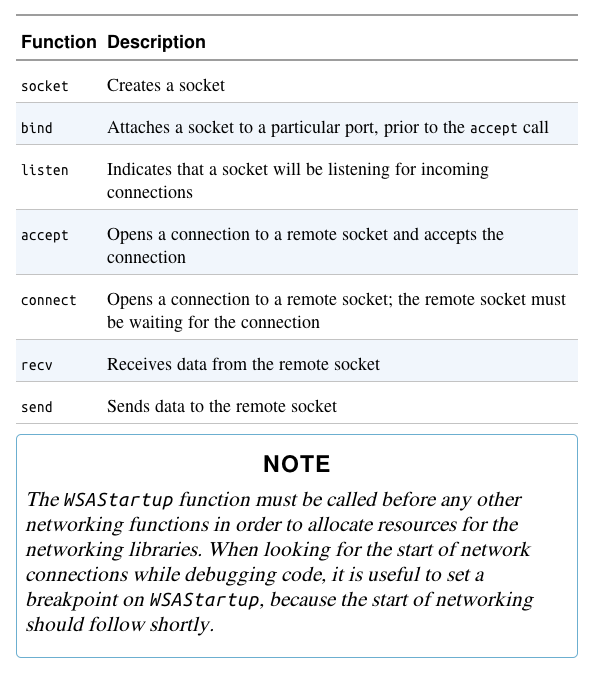 Function Description
socket Creates a socket
bind Attaches a socket to a particular port, prior to the accept call
listen Indicates that a socket will be listening for incoming
connections
accept Opens a connection to a remote socket and accepts the
connection
connect Opens a connection to a remote socket; the remote socket must
be waiting for the connection
recv Receives data from the remote socket
send Sends data to the remote socket
NOTE
The WSAStartup function must be called before any other
networking functions in order to allocate resources for the
networking libraries. When looking for the start of network
connections while debugging code, it is useful to set a
breakpoint on WSAStartup, because the start of networking
should follow shortly.